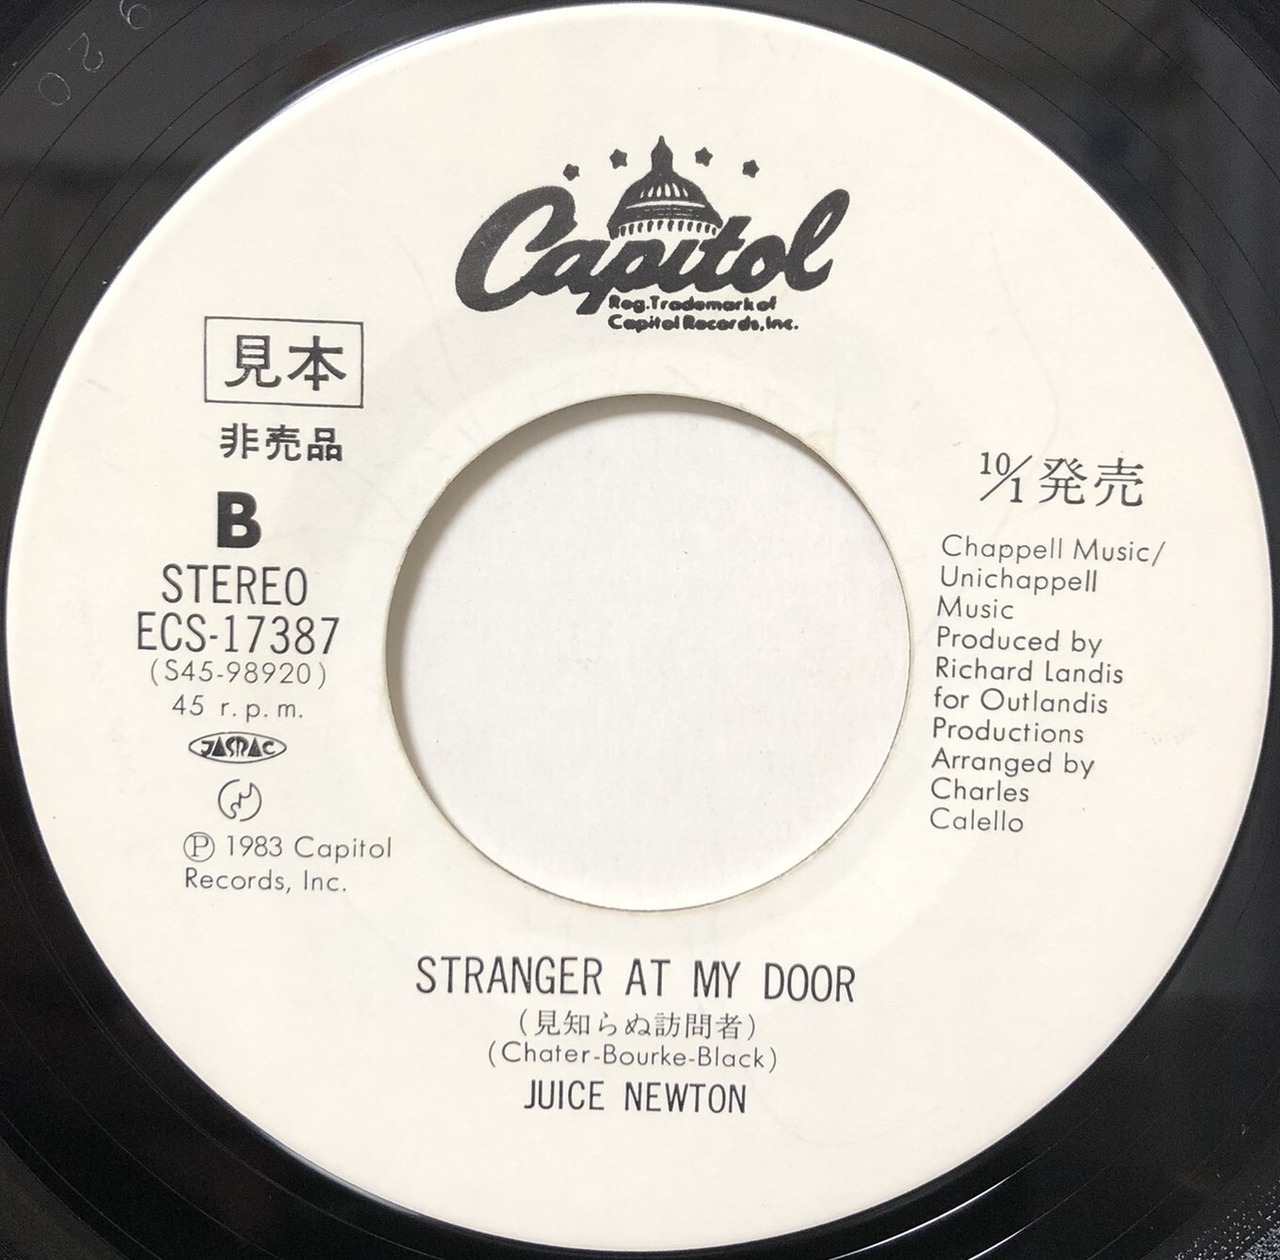 Capitol
Reg. Trademark of
Capitol Records, Inc.
見本
非売品
B
STEREO
ECS-17387
(S45-98920)
45 r. p. m.
JASRAC
Ⓟ 1983 Capitol
Records, Inc.
10/1 発売
Chappell Music/
Unichappell
Music
Produced by
Richard Landis
for Outlandis
Productions
Arranged by
Charles
Calello
STRANGER AT MY DOOR
(見知らぬ訪問者)
(Chater-Bourke-Black)
JUICE NEWTON